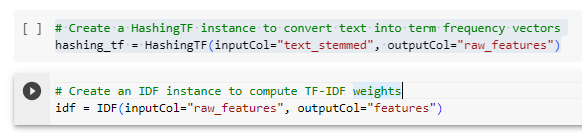 [ ] # Create a HashingTF instance to convert text into term frequency vectors
hashing_tf = HashingTF(inputCol="text_stemmed", outputCol="raw_features")
# Create an IDF instance to compute TF-IDF weights
idf = IDF(inputCol="raw_features", outputCol="features")